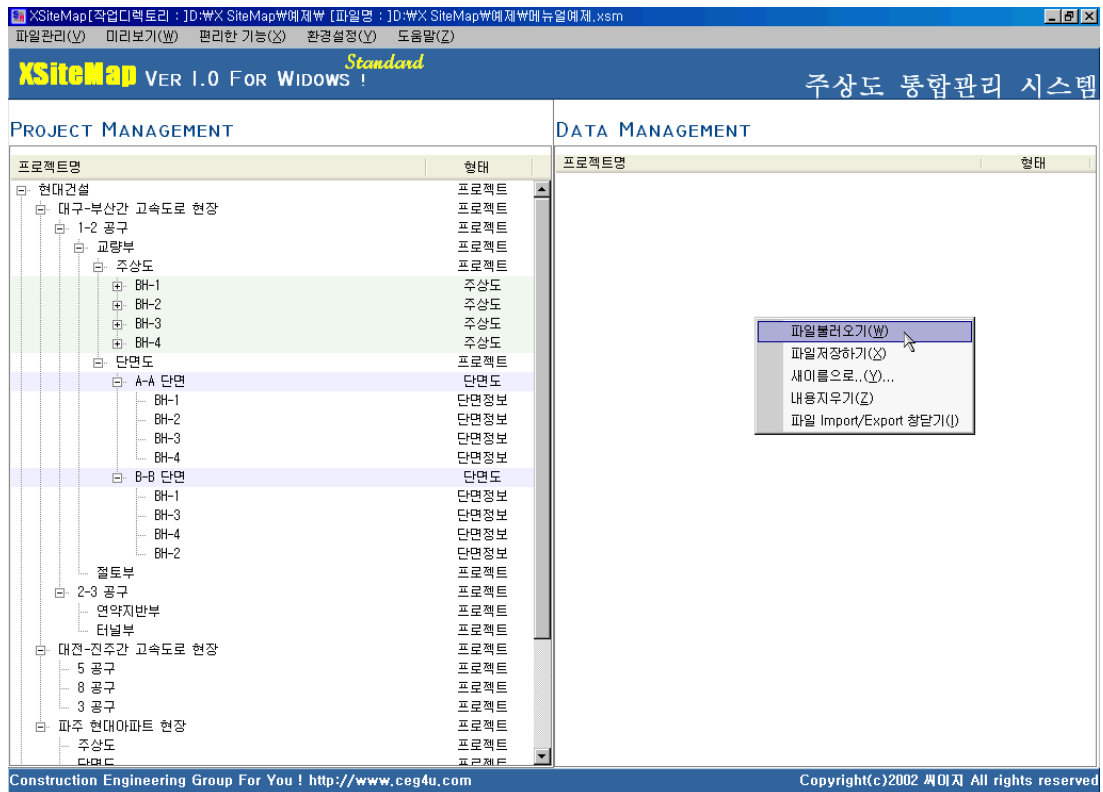 XSiteMap[작업디렉토리 : ]D:₩X SiteMap₩예제₩ [파일명 : ]D:₩X SiteMap₩예제₩메뉴얼예제.xsm
파일관리(V) 미리보기(W) 편리한 기능(X) 환경설정(Y) 도움말(Z)
Standard
XSiteMap VER 1.0 FOR WIDOWS !
주상도 통합관리 시스템
PROJECT MANAGEMENT
프로젝트명 형태
현대건설 프로젝트
대구-부산간 고속도로 현장 프로젝트
1-2 공구 프로젝트
교량부 프로젝트
주상도 프로젝트
BH-1 주상도
BH-2 주상도
BH-3 주상도
BH-4 주상도
단면도 프로젝트
A-A 단면 단면도
BH-1 단면정보
BH-2 단면정보
BH-3 단면정보
BH-4 단면정보
B-B 단면 단면도
BH-1 단면정보
BH-3 단면정보
BH-4 단면정보
BH-2 단면정보
절토부 프로젝트
2-3 공구 프로젝트
연약지반부 프로젝트
터널부 프로젝트
대전-진주간 고속도로 현장 프로젝트
5 공구 프로젝트
8 공구 프로젝트
3 공구 프로젝트
파주 현대아파트 현장 프로젝트
주상도 프로젝트
단면도 프로젝트
DATA MANAGEMENT
프로젝트명 형태
파일불러오기(W)
파일저장하기(X)
새이름으로..(Y)...
내용지우기(Z)
파일 Import/Export 창닫기(I)
Construction Engineering Group For You ! http://www.ceg4u.com
Copyright(c)2002 씨이지 All rights reserved